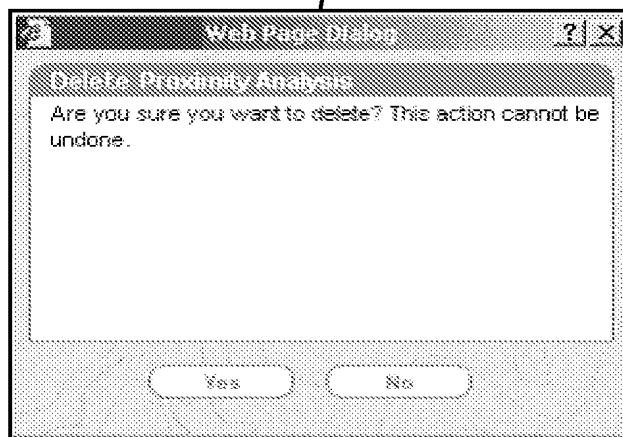 Web Page Dialog
? X
Delete Proximity Analysis
Are you sure you want to delete? This action cannot be
undone.
Yes
No